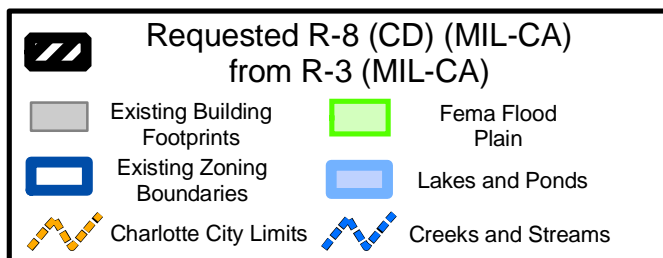 Requested R-8 (CD) (MIL-CA)
from R-3 (MIL-CA)
Existing Building
Footprints
Fema Flood
Plain
Existing Zoning
Boundaries
Lakes and Ponds
Charlotte City Limits
Creeks and Streams